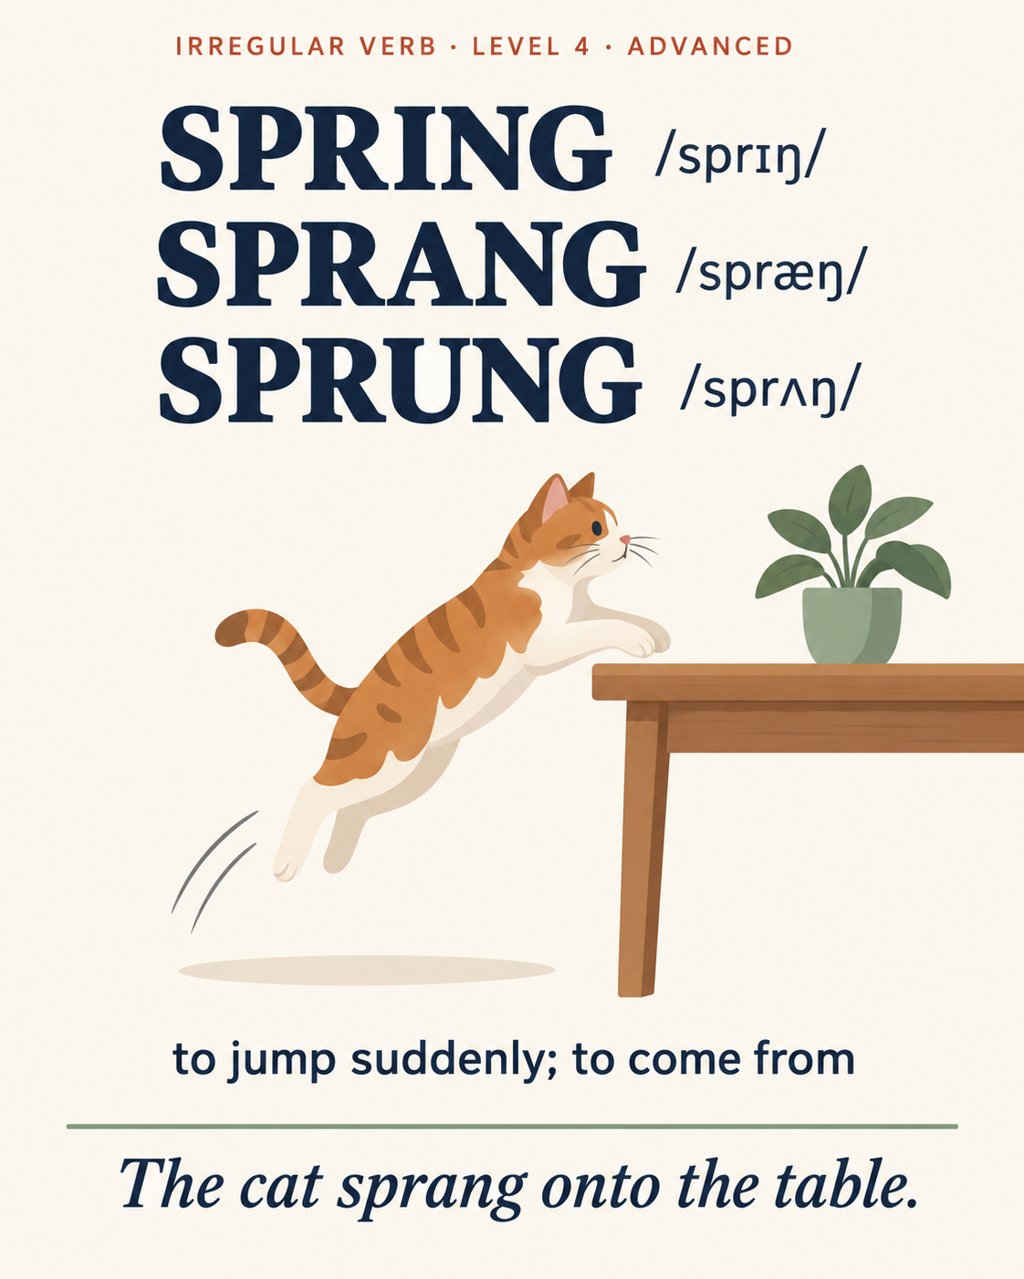 IRREGULAR VERB · LEVEL 4 · ADVANCED
SPRING /sprɪŋ/
SPRANG /spræŋ/
SPRUNG /sprʌŋ/
to jump suddenly; to come from
The cat sprang onto the table.